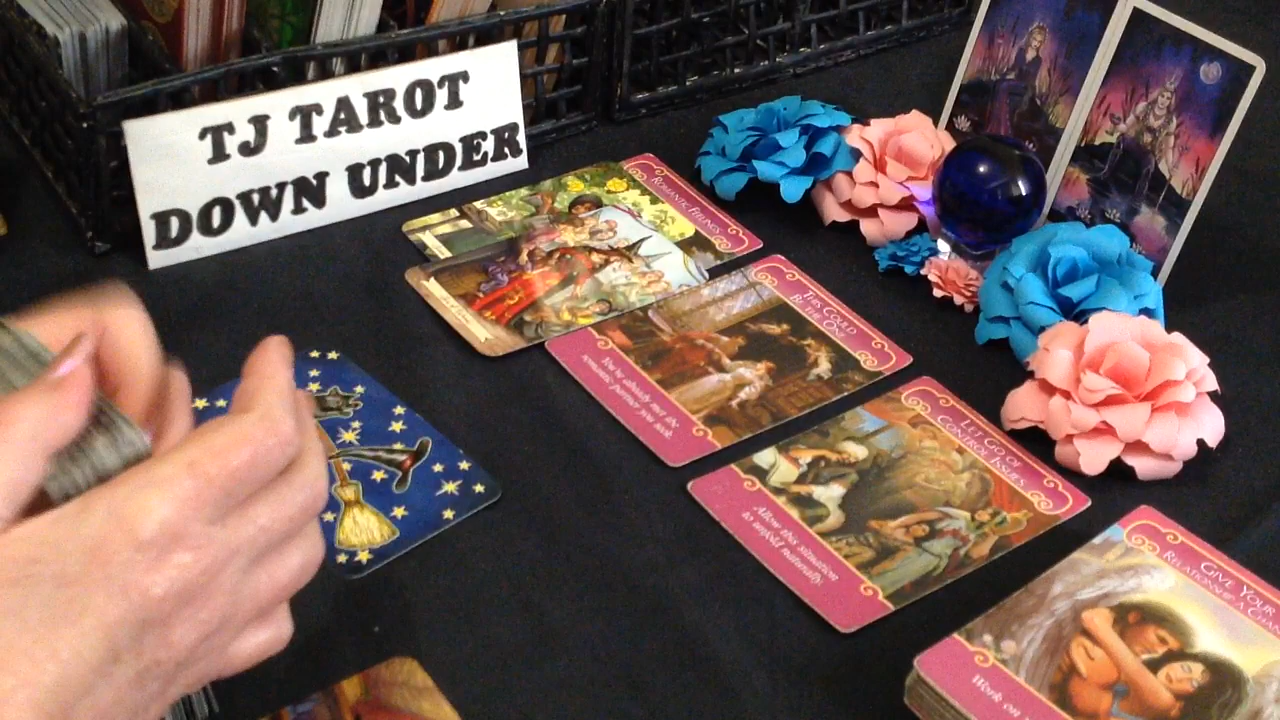 TJ TAROT
DOWN UNDER
ROMANTIC FEELINGS
THIS COULD
BE THE ONE
You've already met the
romantic partner you seek.
LET GO OF
CONTROL ISSUES
Allow this situation
to unfold naturally.
GIVE YOUR
RELATIONSHIP A CHAN
Work on